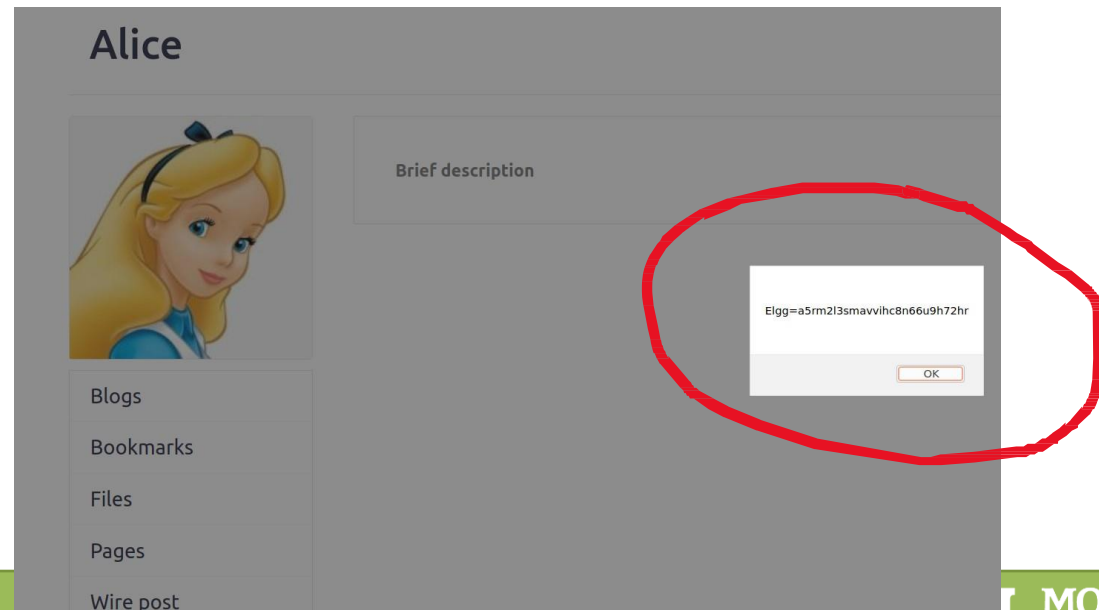 Alice
Brief description
Elgg=a5rm2l3smavvihc8n66u9h72hr
OK
Blogs
Bookmarks
Files
Pages
Wire post